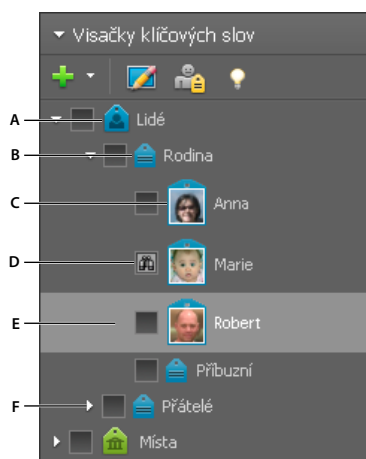 Visačky klíčových slov
A Lidé
B Rodina
C Anna
D Marie
E Robert
Příbuzní
F Přátelé
Místa